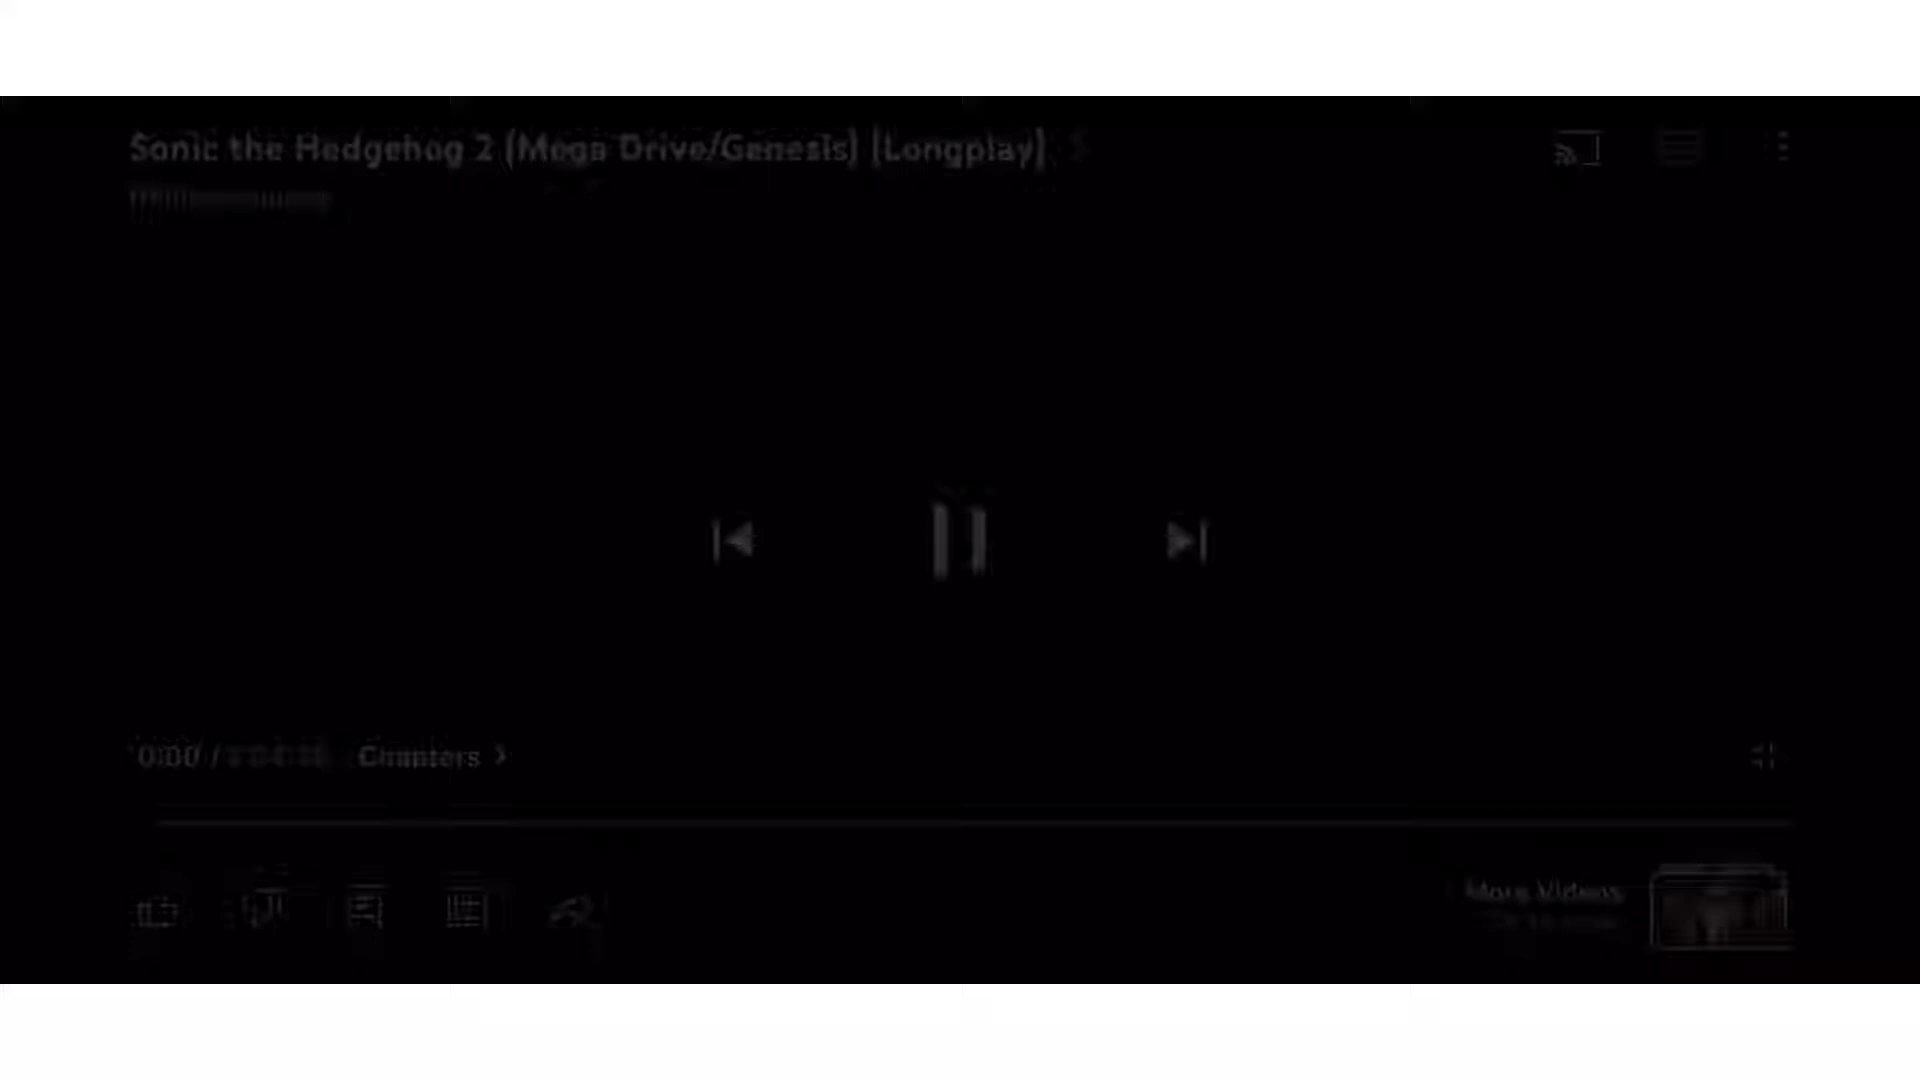 Sonic the Hedgehog 2 (Mega Drive/Genesis) [Longplay]
0:00 /
Chapters
More Videos